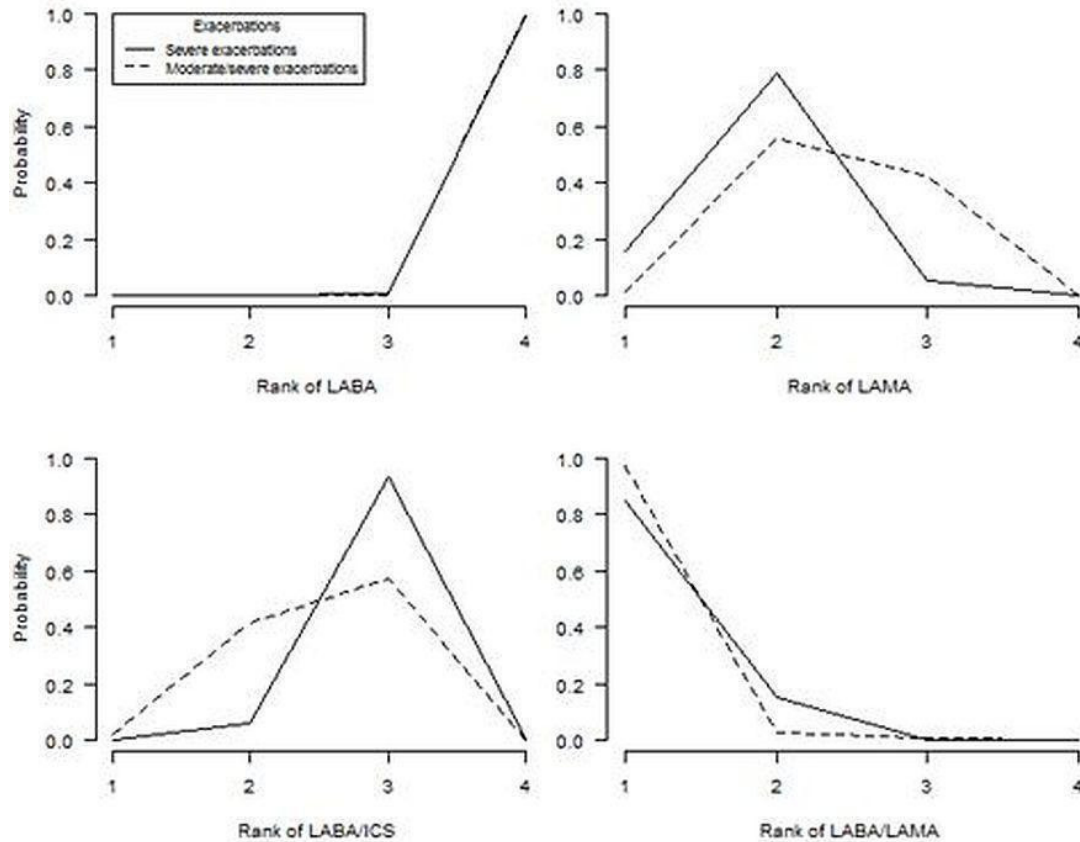 Exacerbations
Severe exacerbations
Moderate/severe exacerbations
Probability
1.0
0.8
0.6
0.4
0.2
0.0
1 2 3 4
Rank of LABA
1.0
0.8
0.6
0.4
0.2
0.0
1 2 3 4
Rank of LAMA
Probability
1.0
0.8
0.6
0.4
0.2
0.0
1 2 3 4
Rank of LABA/ICS
1.0
0.8
0.6
0.4
0.2
0.0
1 2 3 4
Rank of LABA/LAMA